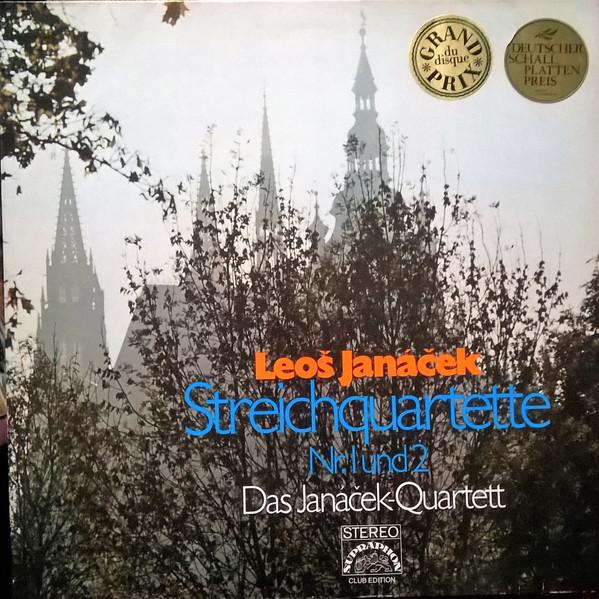 GRAND
du
disque
PRIX
DEUTSCHER
SCHALL
PLATTEN
PREIS
Leoš Janáček
Streichquartette
Nr. 1 und 2
Das Janáček-Quartett
STEREO
SUPRAPHON
CLUB EDITION